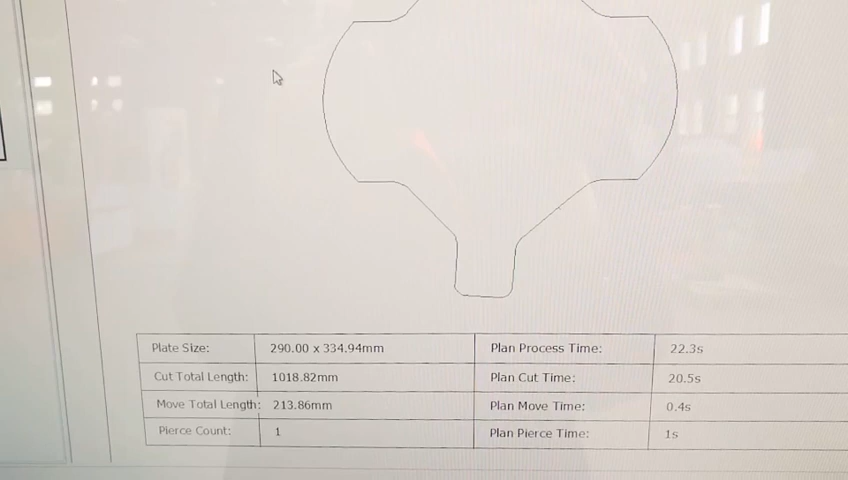 Plate Size: 290.00 x 334.94mm Plan Process Time: 22.3s
Cut Total Length: 1018.82mm Plan Cut Time: 20.5s
Move Total Length: 213.86mm Plan Move Time: 0.4s
Pierce Count: 1 Plan Pierce Time: 1s